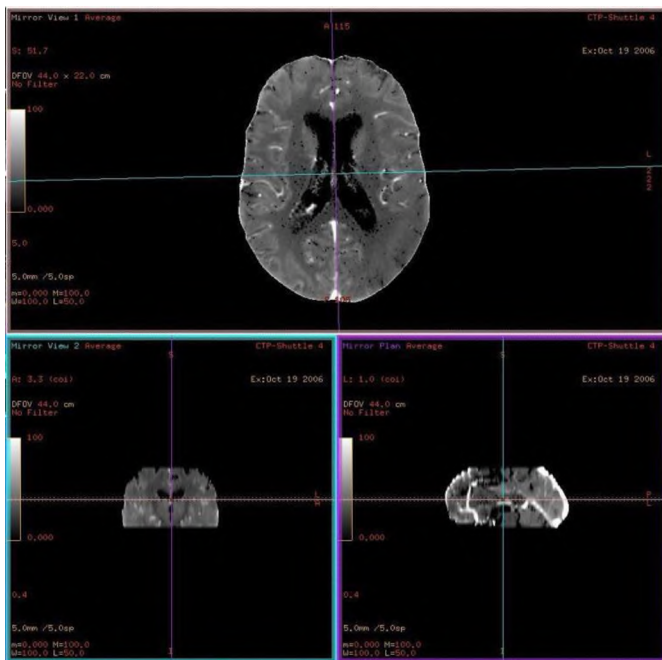 Mirror View 1 Average
CTP-Shuttle 4
A 115
S: 51.7
Ex:Oct 19 2006
DFOV 44.0 x 22.0 cm
No Filter
100
L
0.000
5.0
5.0mm /5.0sp
m=0.000 M=100.0
W=100.0 L=50.0
Mirror View 2 Average
CTP-Shuttle 4
S
A: 3.3 (coi)
Ex:Oct 19 2006
DFOV 44.0 cm
No Filter
100
L
0.000
0.4
5.0mm /5.0sp
m=0.000 M=100.0
W=100.0 L=50.0
I
Mirror Plan Average
CTP-Shuttle 4
S
L: 1.0 (coi)
Ex:Oct 19 2006
DFOV 44.0 cm
No Filter
100
P
0.000
0.4
5.0mm /5.0sp
m=0.000 M=100.0
W=100.0 L=50.0
I